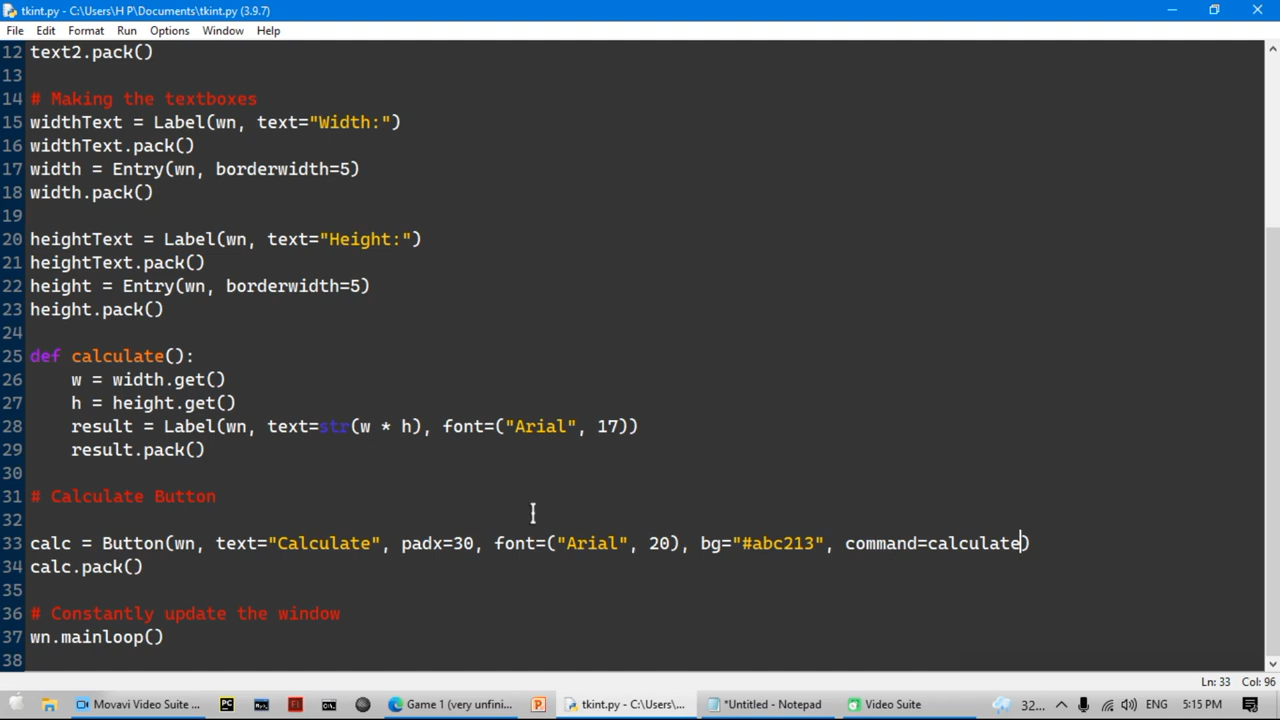 tkint.py - C:\Users\H P\Documents\tkint.py (3.9.7)
File Edit Format Run Options Window Help
12 text2.pack()
13
14 # Making the textboxes
15 widthText = Label(wn, text="Width:")
16 widthText.pack()
17 width = Entry(wn, borderwidth=5)
18 width.pack()
19
20 heightText = Label(wn, text="Height:")
21 heightText.pack()
22 height = Entry(wn, borderwidth=5)
23 height.pack()
24
25 def calculate():
26     w = width.get()
27     h = height.get()
28     result = Label(wn, text=str(w * h), font=("Arial", 17))
29     result.pack()
30
31 # Calculate Button
32
33 calc = Button(wn, text="Calculate", padx=30, font=("Arial", 20), bg="#abc213", command=calculate)
34 calc.pack()
35
36 # Constantly update the window
37 wn.mainloop()
38
Ln: 33 Col: 96
Movavi Video Suite ... PC Game 1 (very unfini... tkint.py - C:\Users\... *Untitled - Notepad Video Suite 32... ENG 5:15 PM